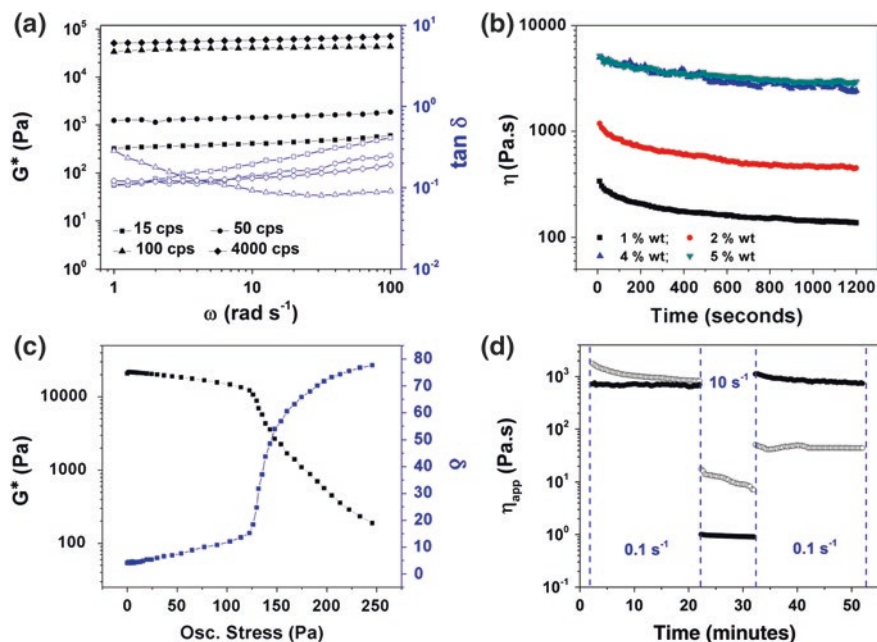 (a)
G* (Pa)
10⁵
10⁴
10³
10²
10¹
10⁰
10¹
10⁰
10⁻¹
10⁻²
tan δ
15 cps 50 cps
100 cps 4000 cps
1 10 100
ω (rad s⁻¹)
(b)
η (Pa.s)
10000
1000
100
1 % wt; 2 % wt
4 % wt; 5 % wt
0 200 400 600 800 1000 1200
Time (seconds)
(c)
G* (Pa)
10000
1000
100
80
70
60
50
40
30
20
10
0
δ
0 50 100 150 200 250
Osc. Stress (Pa)
(d)
ηapp (Pa.s)
10³
10²
10¹
10⁰
10⁻¹
10 s⁻¹
0.1 s⁻¹ 0.1 s⁻¹
0 10 20 30 40 50
Time (minutes)